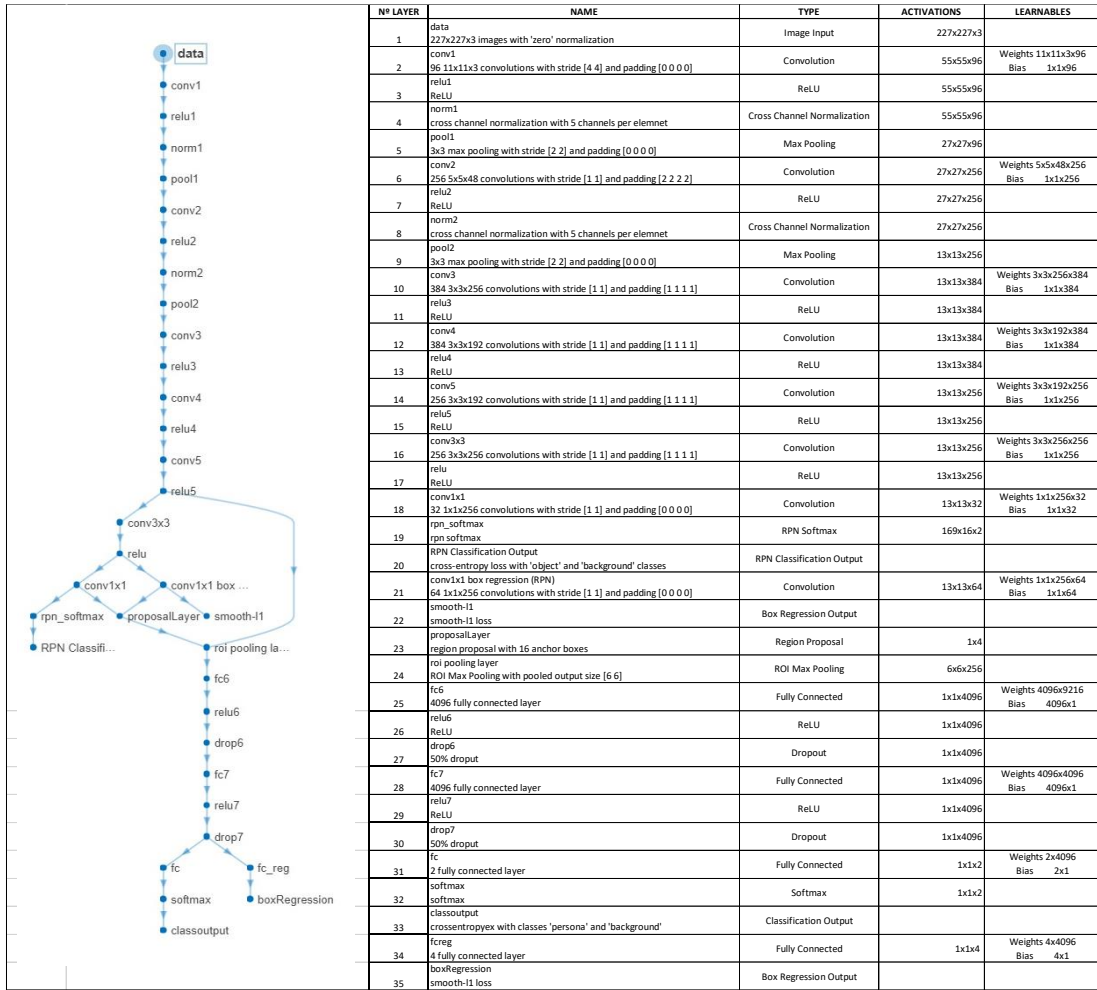 data
conv1
relu1
norm1
pool1
conv2
relu2
norm2
pool2
conv3
relu3
conv4
relu4
conv5
relu5
conv3x3
relu
conv1x1 conv1x1 box ...
rpn_softmax proposalLayer smooth-l1
RPN Classifi... roi pooling la...
fc6
relu6
drop6
fc7
relu7
drop7
fc fc_reg
softmax boxRegression
classoutput
Nº LAYER NAME TYPE ACTIVATIONS LEARNABLES
1 data Image Input 227x227x3
227x227x3 images with 'zero' normalization
2 conv1 Convolution 55x55x96 Weights 11x11x3x96
96 11x11x3 convolutions with stride [4 4] and padding [0 0 0 0] Bias 1x1x96
3 relu1 ReLU 55x55x96
ReLU
4 norm1 Cross Channel Normalization 55x55x96
cross channel normalization with 5 channels per elemnet
5 pool1 Max Pooling 27x27x96
3x3 max pooling with stride [2 2] and padding [0 0 0 0]
6 conv2 Convolution 27x27x256 Weights 5x5x48x256
256 5x5x48 convolutions with stride [1 1] and padding [2 2 2 2] Bias 1x1x256
7 relu2 ReLU 27x27x256
ReLU
8 norm2 Cross Channel Normalization 27x27x256
cross channel normalization with 5 channels per elemnet
9 pool2 Max Pooling 13x13x256
3x3 max pooling with stride [2 2] and padding [0 0 0 0]
10 conv3 Convolution 13x13x384 Weights 3x3x256x384
384 3x3x256 convolutions with stride [1 1] and padding [1 1 1 1] Bias 1x1x384
11 relu3 ReLU 13x13x384
ReLU
12 conv4 Convolution 13x13x384 Weights 3x3x192x384
384 3x3x192 convolutions with stride [1 1] and padding [1 1 1 1] Bias 1x1x384
13 relu4 ReLU 13x13x384
ReLU
14 conv5 Convolution 13x13x256 Weights 3x3x192x256
256 3x3x192 convolutions with stride [1 1] and padding [1 1 1 1] Bias 1x1x256
15 relu5 ReLU 13x13x256
ReLU
16 conv3x3 Convolution 13x13x256 Weights 3x3x256x256
256 3x3x256 convolutions with stride [1 1] and padding [1 1 1 1] Bias 1x1x256
17 relu ReLU 13x13x256
ReLU
18 conv1x1 Convolution 13x13x32 Weights 1x1x256x32
32 1x1x256 convolutions with stride [1 1] and padding [0 0 0 0] Bias 1x1x32
19 rpn_softmax RPN Softmax 169x16x2
rpn softmax
20 RPN Classification Output RPN Classification Output
cross-entropy loss with 'object' and 'background' classes
21 conv1x1 box regression (RPN) Convolution 13x13x64 Weights 1x1x256x64
64 1x1x256 convolutions with stride [1 1] and padding [0 0 0 0] Bias 1x1x64
22 smooth-l1 Box Regression Output
smooth-l1 loss
23 proposalLayer Region Proposal 1x4
region proposal with 16 anchor boxes
24 roi pooling layer ROI Max Pooling 6x6x256
ROI Max Pooling with pooled output size [6 6]
25 fc6 Fully Connected 1x1x4096 Weights 4096x9216
4096 fully connected layer Bias 4096x1
26 relu6 ReLU 1x1x4096
ReLU
27 drop6 Dropout 1x1x4096
50% droput
28 fc7 Fully Connected 1x1x4096 Weights 4096x4096
4096 fully connected layer Bias 4096x1
29 relu7 ReLU 1x1x4096
ReLU
30 drop7 Dropout 1x1x4096
50% droput
31 fc Fully Connected 1x1x2 Weights 2x4096
2 fully connected layer Bias 2x1
32 softmax Softmax 1x1x2
softmax
33 classoutput Classification Output
crossentropyex with classes 'persona' and 'background'
34 fcreg Fully Connected 1x1x4 Weights 4x4096
4 fully connected layer Bias 4x1
35 boxRegression Box Regression Output
smooth-l1 loss